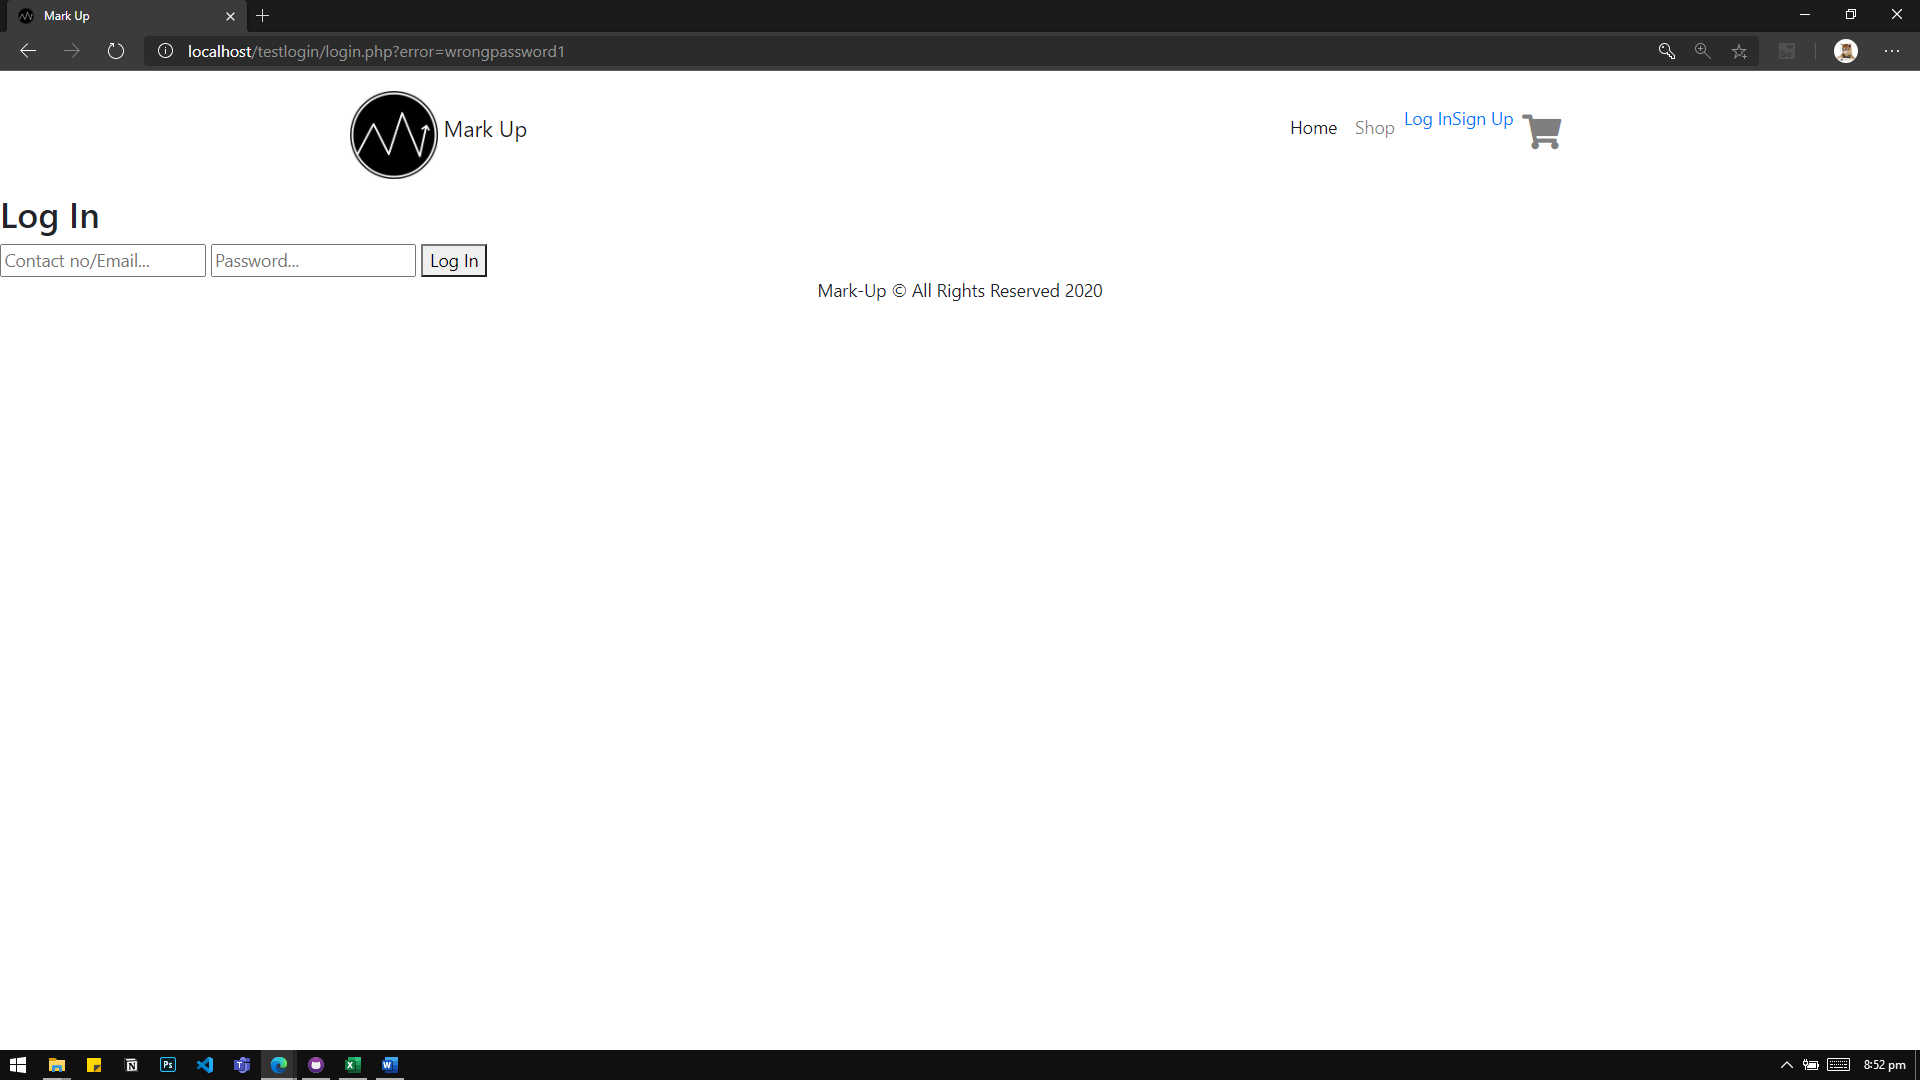 Mark Up
localhost/testlogin/login.php?error=wrongpassword1
Mark Up
Home Shop Log InSign Up
Log In
Contact no/Email... Password... Log In
Mark-Up © All Rights Reserved 2020
8:52 pm